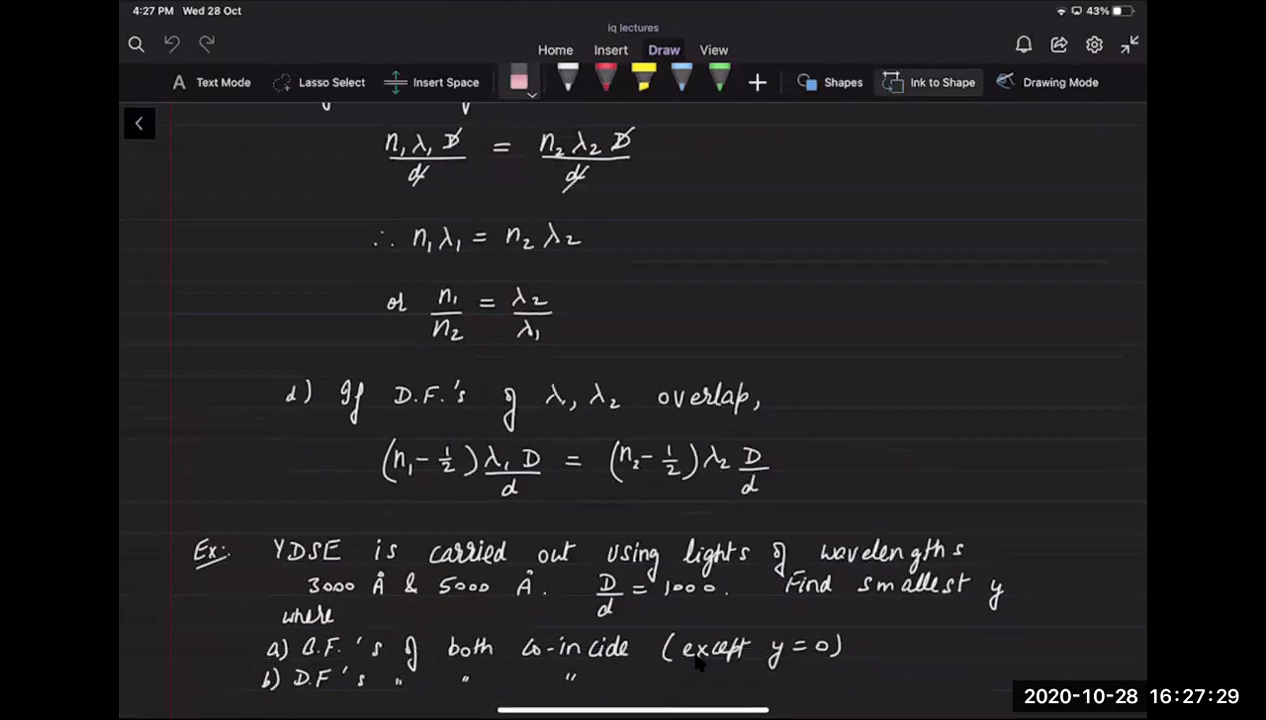 4:27 PM Wed 28 Oct
43%
iq lectures
Home Insert Draw View
Text Mode Lasso Select Insert Space Shapes Ink to Shape Drawing Mode
n₁λ₁D/d = n₂λ₂D/d
∴ n₁λ₁ = n₂λ₂
or n₁/n₂ = λ₂/λ₁
d) If D.F.'s of λ₁, λ₂ overlap,
(n₁ - 1/2) λ₁D/d = (n₂ - 1/2) λ₂ D/d
Ex:- YDSE is carried out using lights of wavelengths
3000 Å & 5000 Å. D/d = 1000. Find smallest y
where
a) B.F.'s of both co-incide (except y = 0)
b) D.F's " " "
2020-10-28 16:27:29